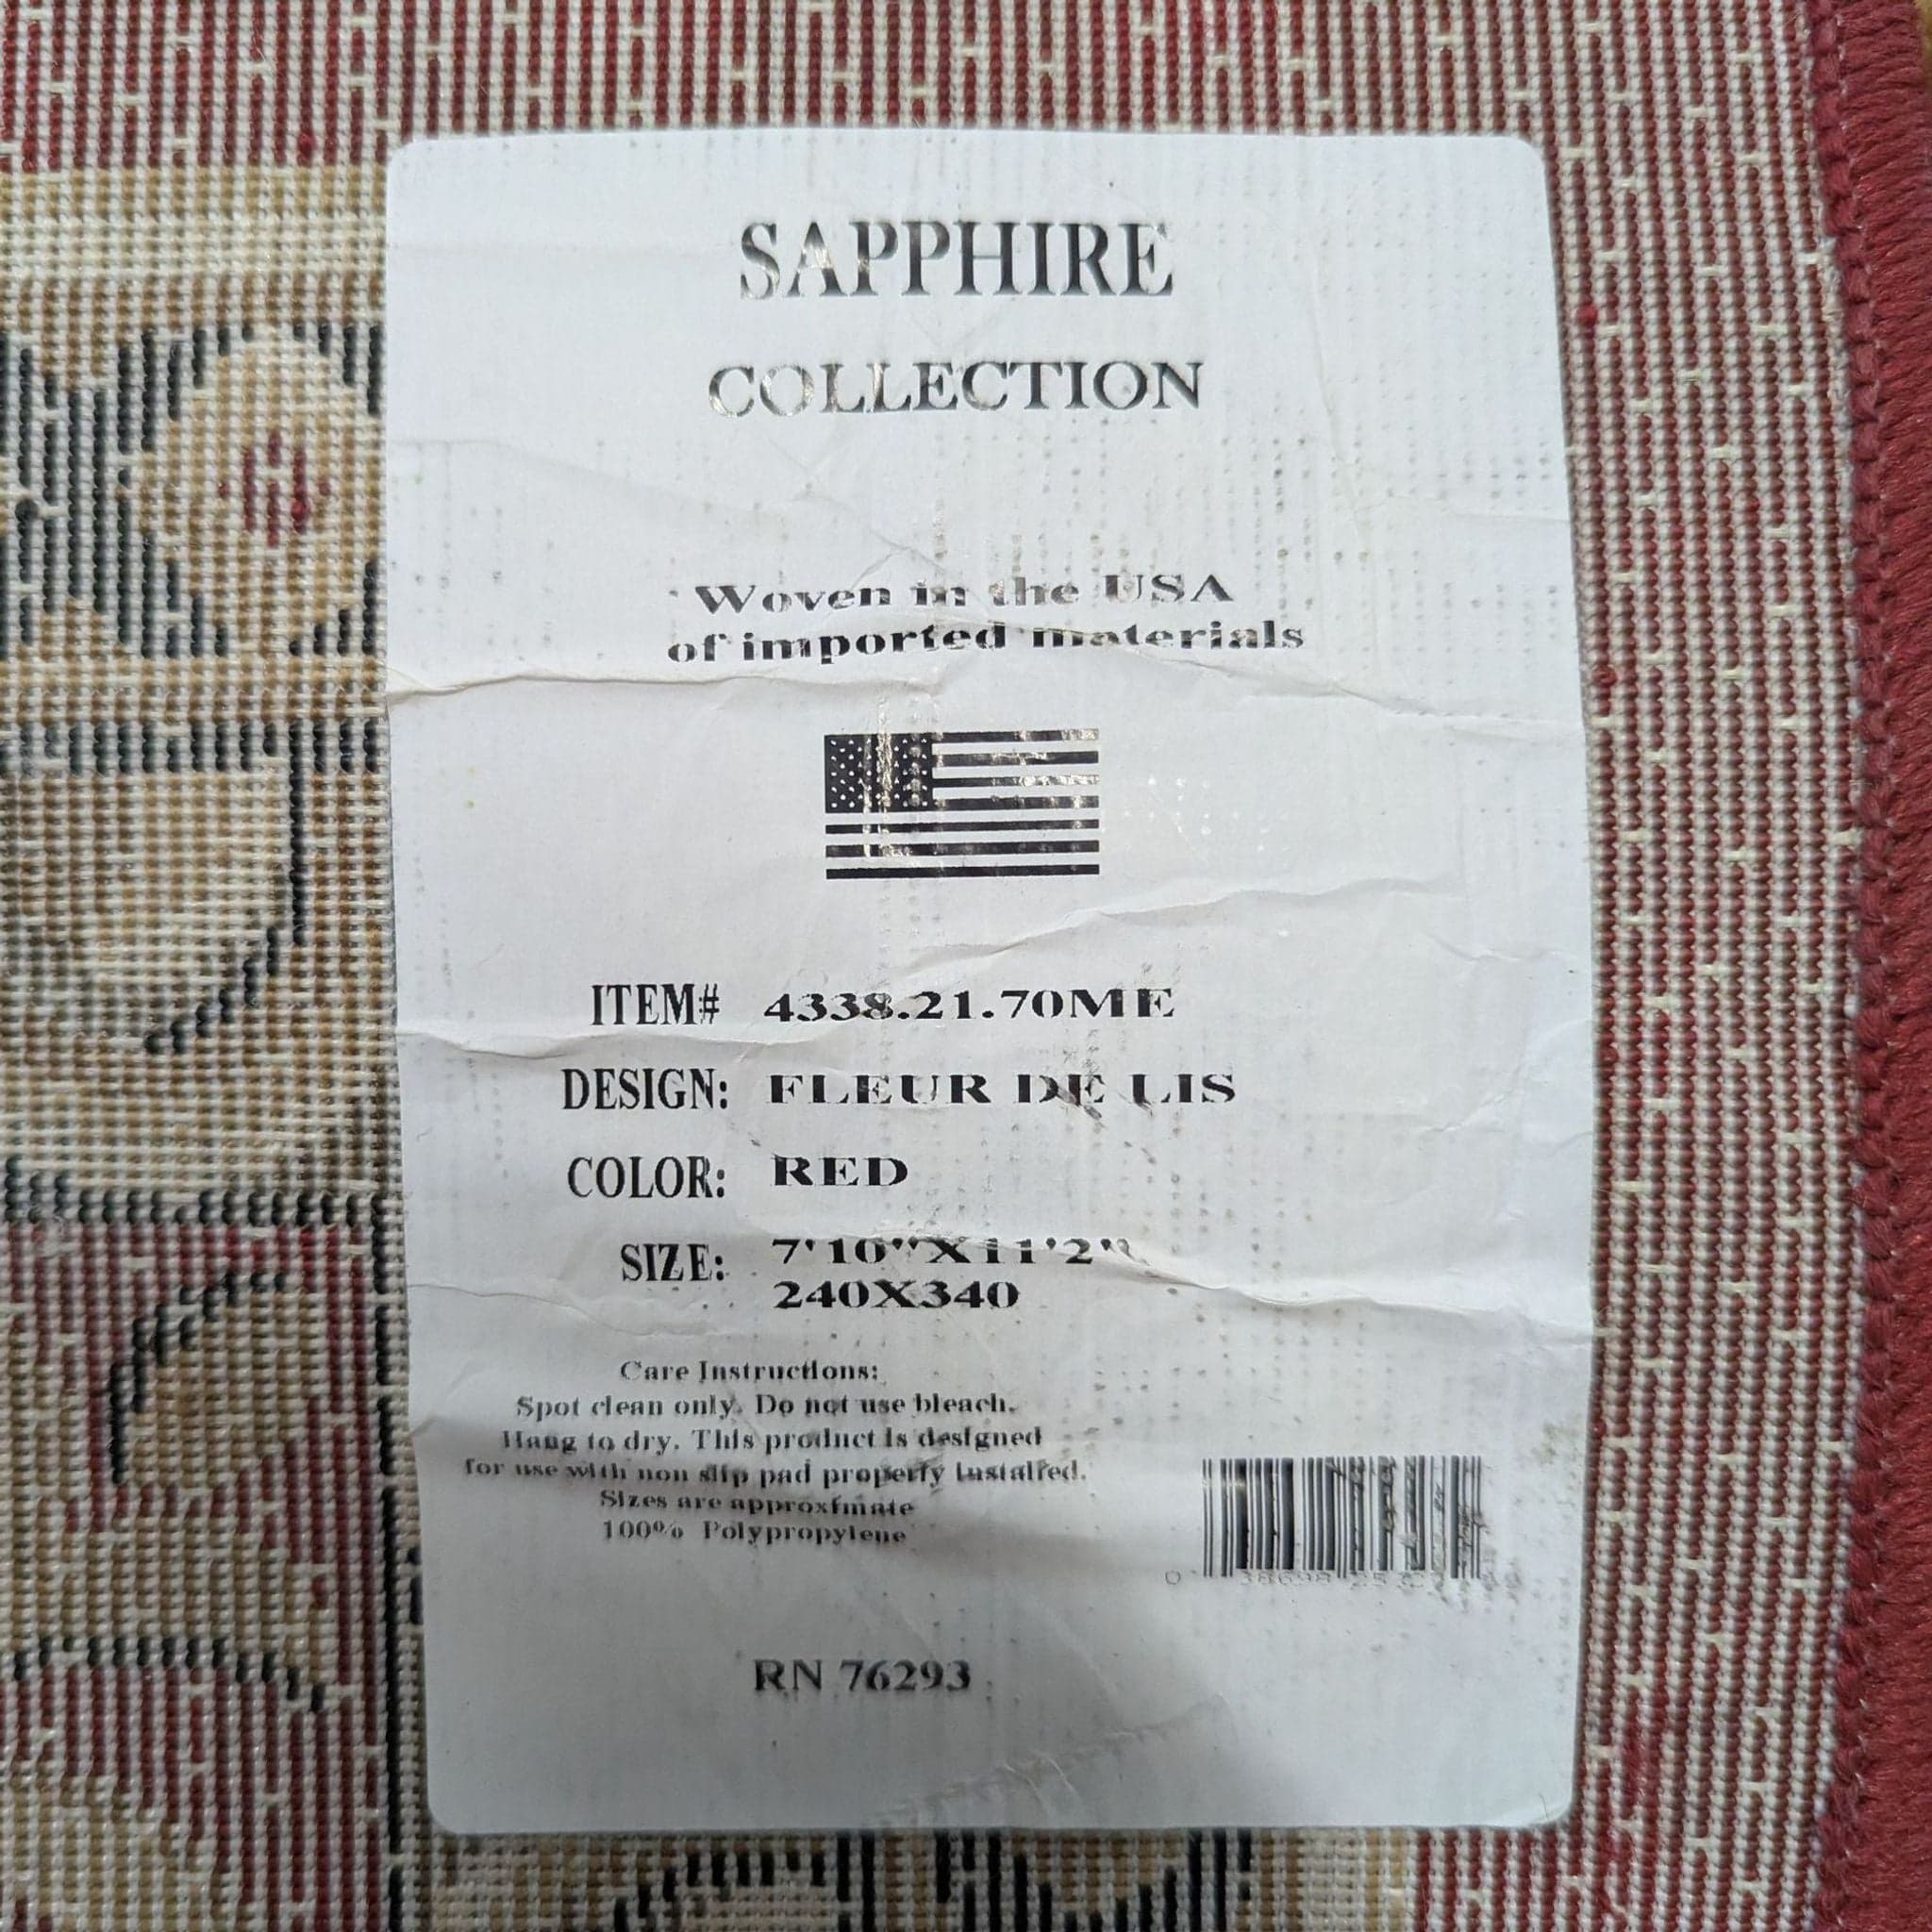 SAPPHIRE
COLLECTION
Woven in the USA
of imported materials
ITEM# 4338.21.70ME
DESIGN: FLEUR DE LIS
COLOR: RED
SIZE: 7'10"X11'2"
240X340
Care Instructions:
Spot clean only. Do not use bleach.
Hang to dry. This product is designed
for use with non slip pad properly installed.
Sizes are approximate
100% Polypropylene
0 38698
RN 76293